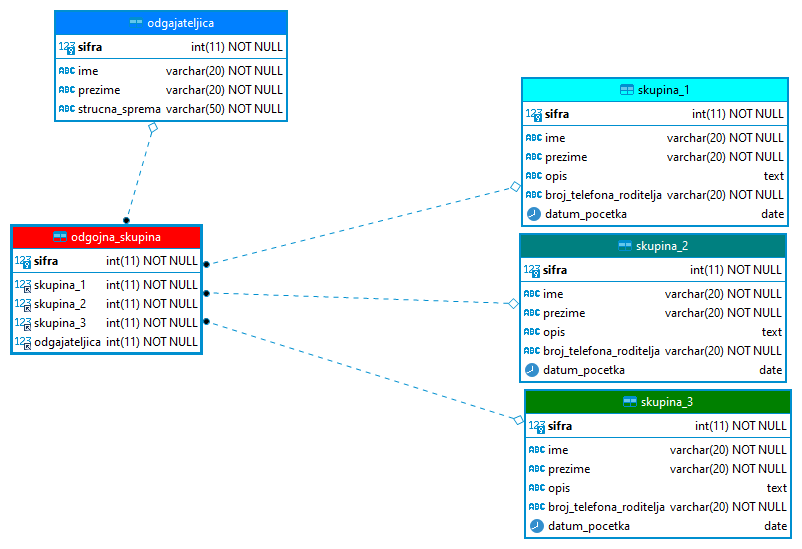 odgajateljica
123 sifra int(11) NOT NULL
ABC ime varchar(20) NOT NULL
ABC prezime varchar(20) NOT NULL
ABC strucna_sprema varchar(50) NOT NULL
odgojna_skupina
123 sifra int(11) NOT NULL
123 skupina_1 int(11) NOT NULL
123 skupina_2 int(11) NOT NULL
123 skupina_3 int(11) NOT NULL
123 odgajateljica int(11) NOT NULL
skupina_1
123 sifra int(11) NOT NULL
ABC ime varchar(20) NOT NULL
ABC prezime varchar(20) NOT NULL
ABC opis text
ABC broj_telefona_roditelja varchar(20) NOT NULL
datum_pocetka date
skupina_2
123 sifra int(11) NOT NULL
ABC ime varchar(20) NOT NULL
ABC prezime varchar(20) NOT NULL
ABC opis text
ABC broj_telefona_roditelja varchar(20) NOT NULL
datum_pocetka date
skupina_3
123 sifra int(11) NOT NULL
ABC ime varchar(20) NOT NULL
ABC prezime varchar(20) NOT NULL
ABC opis text
ABC broj_telefona_roditelja varchar(20) NOT NULL
datum_pocetka date